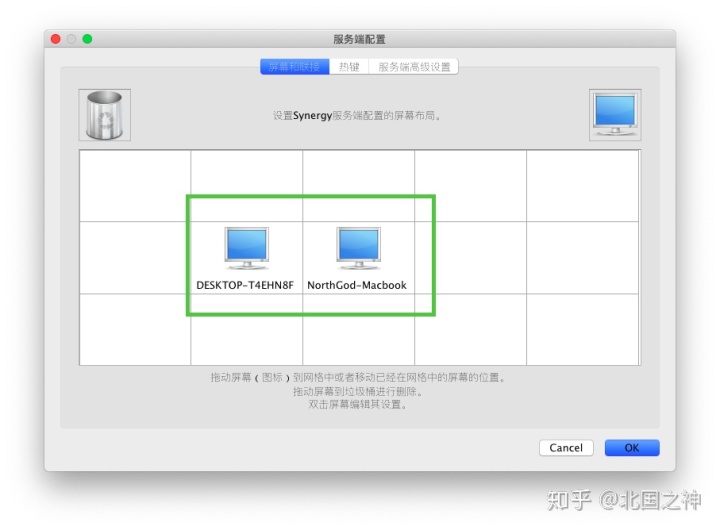 服务端配置
屏幕和联接 热键 服务端高级设置
设置Synergy服务端配置的屏幕布局。
DESKTOP-T4EHN8F NorthGod-Macbook
拖动屏幕(图标)到网格中或者移动已经在网格中的屏幕的位置。
拖动屏幕到垃圾桶进行删除。
双击屏幕编辑其设置。
Cancel OK
知乎 @北国之神